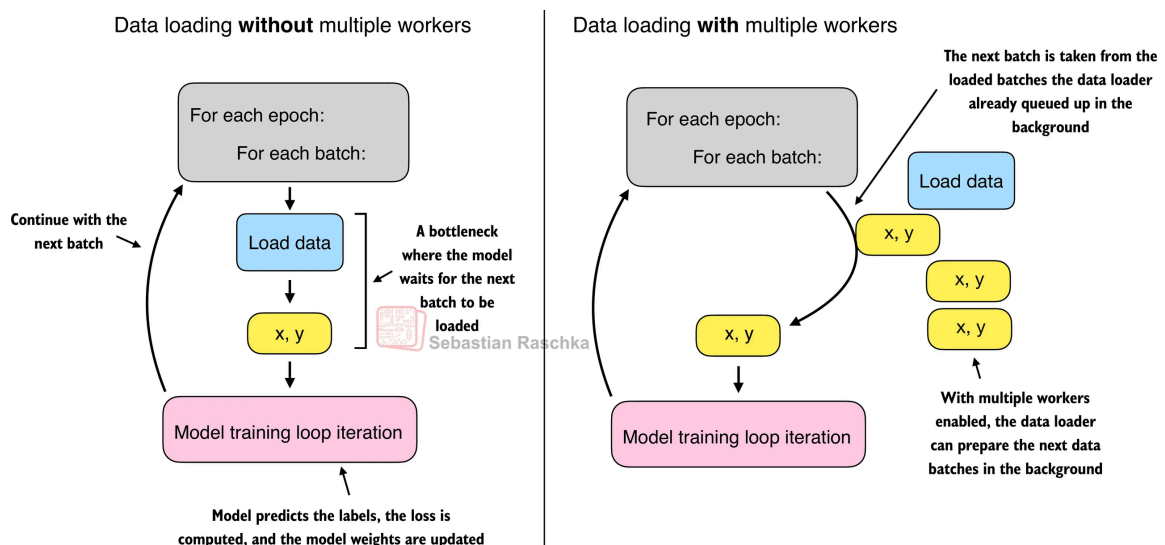 Data loading without multiple workers
For each epoch:
For each batch:
Continue with the
next batch
Load data
A bottleneck
where the model
waits for the next
batch to be
loaded
x, y
Sebastian Raschka
Model training loop iteration
Model predicts the labels, the loss is
computed, and the model weights are updated
Data loading with multiple workers
The next batch is taken from the
loaded batches the data loader
already queued up in the
background
For each epoch:
For each batch:
Load data
x, y
x, y
x, y
x, y
Model training loop iteration
With multiple workers
enabled, the data loader
can prepare the next data
batches in the background